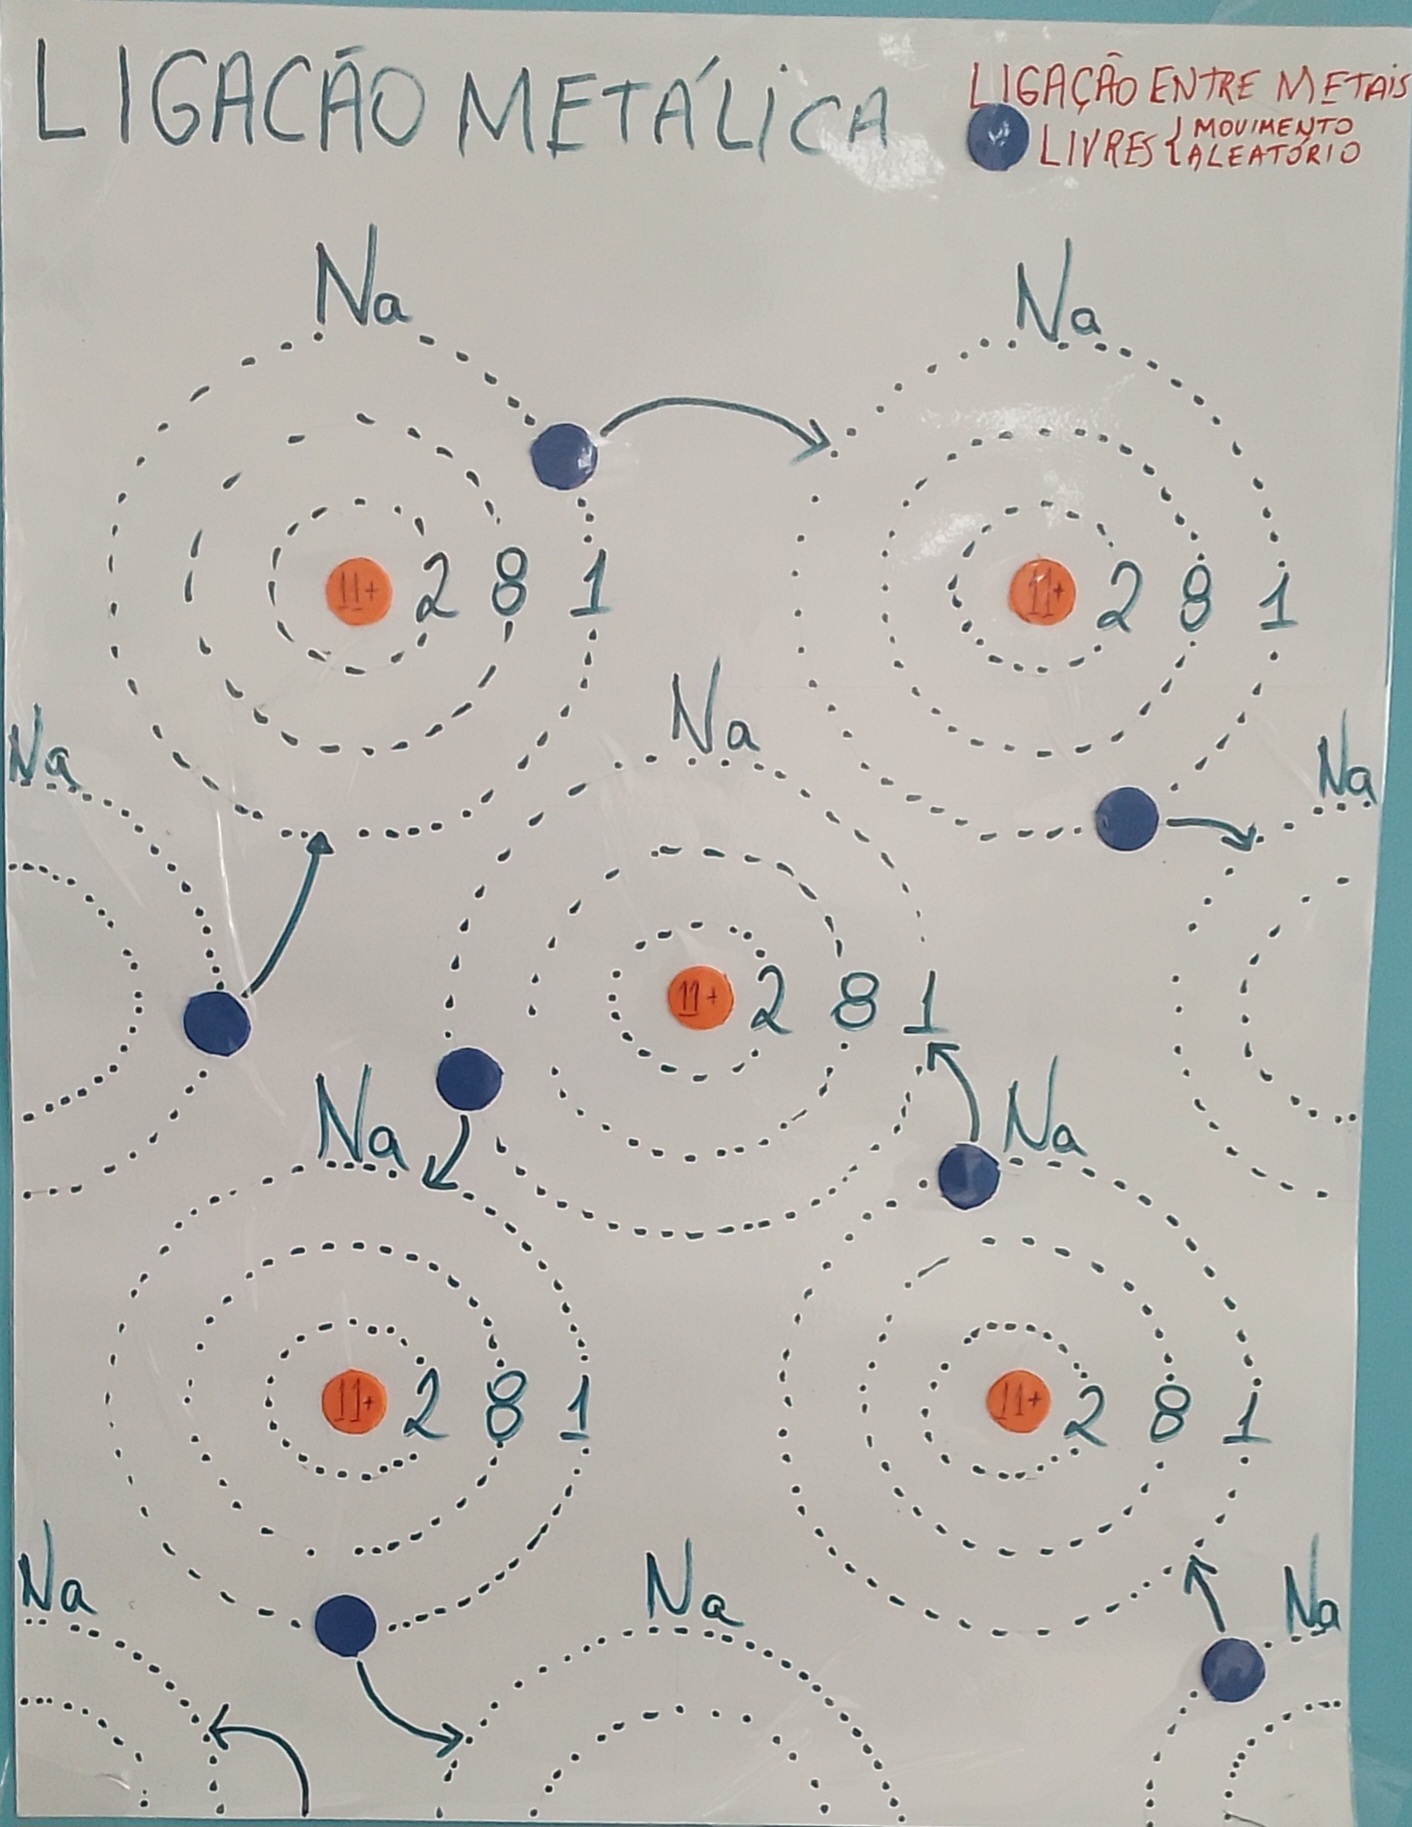 LIGACÃO METÁLICA
LIGAÇÃO ENTRE METAIS
LIVRES { MOVIMENTO
ALEATÓRIO
Na
Na
11+ 2 8 1
11+ 2 8 1
Na
Na
Na
11+ 2 8 1
Na
Na
11+ 2 8 1
11+ 2 8 1
Na
Na
Na